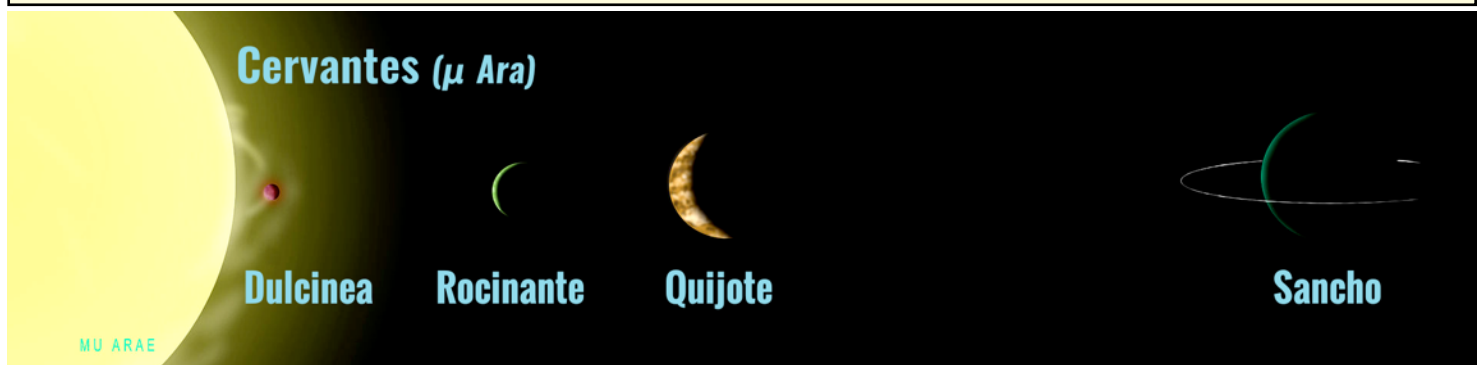 Cervantes (μ Ara)
Dulcinea Rocinante Quijote Sancho
MU ARAE